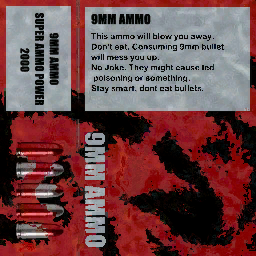 9MM AMMO
SUPER AMMO POWER
2000
9MM AMMO
This ammo will blow you away.
Don't eat. Consuming 9mm bullet
will mess you up.
No Joke. They might cause led
poisoning or something.
Stay smart. dont eat bullets.
9MM AMMO